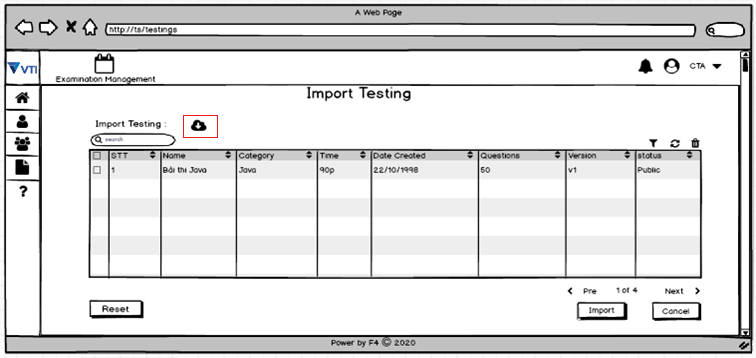 A Web Page
http://ts/testings
VTI
Examination Management
CTA
Import Testing
Import Testing :
search
STT Name Category Time Date Created Questions Version status
1 Bài thi Java Java 90p 22/10/1998 50 v1 Public
Pre 1 of 4 Next
Reset Import Cancel
Power by F4 © 2020